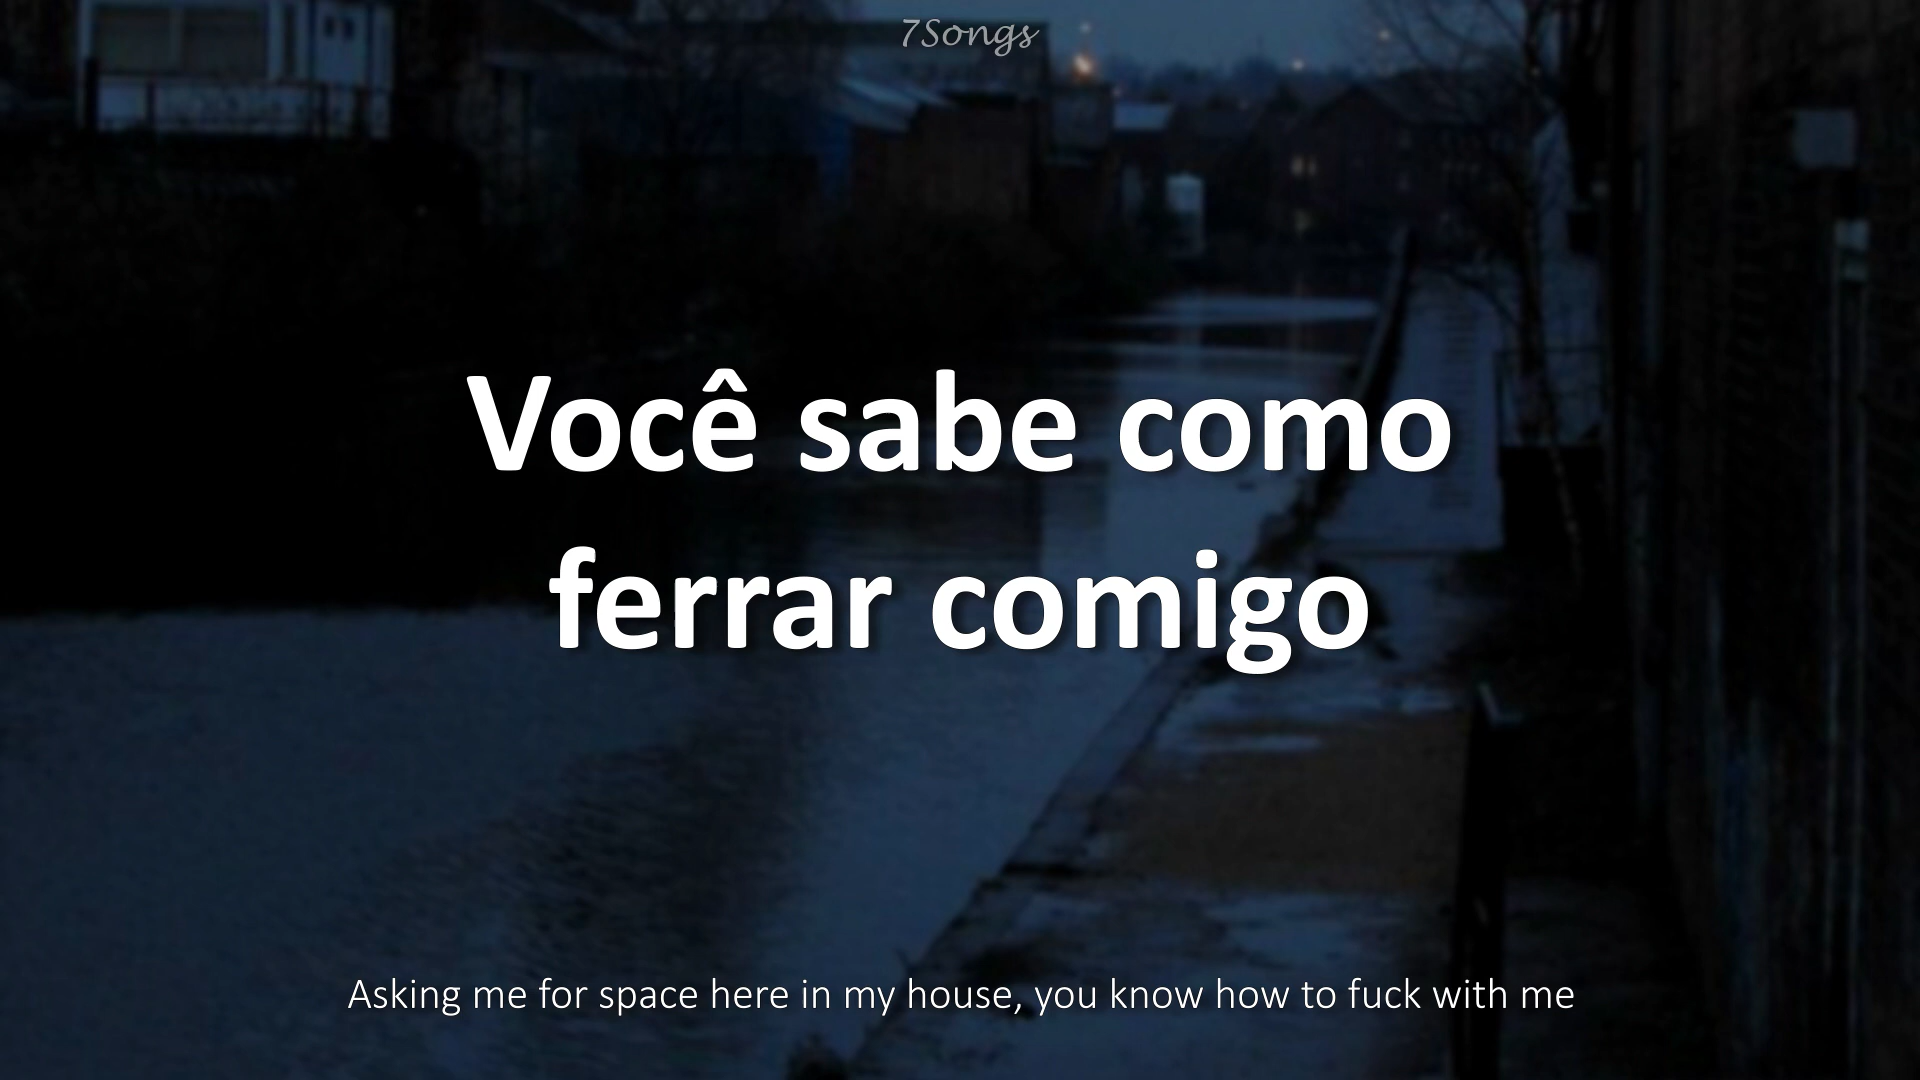 7Songs
Você sabe como
ferrar comigo
Asking me for space here in my house, you know how to fuck with me